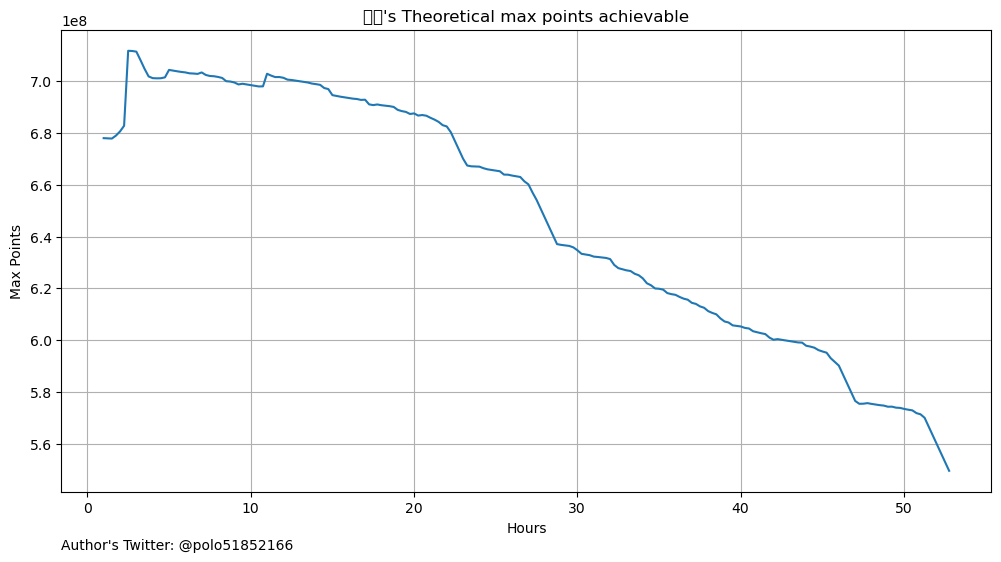 's Theoretical max points achievable
1e8
7.0
6.8
6.6
6.4
6.2
6.0
5.8
5.6
Max Points
0 10 20 30 40 50
Hours
Author's Twitter: @polo51852166